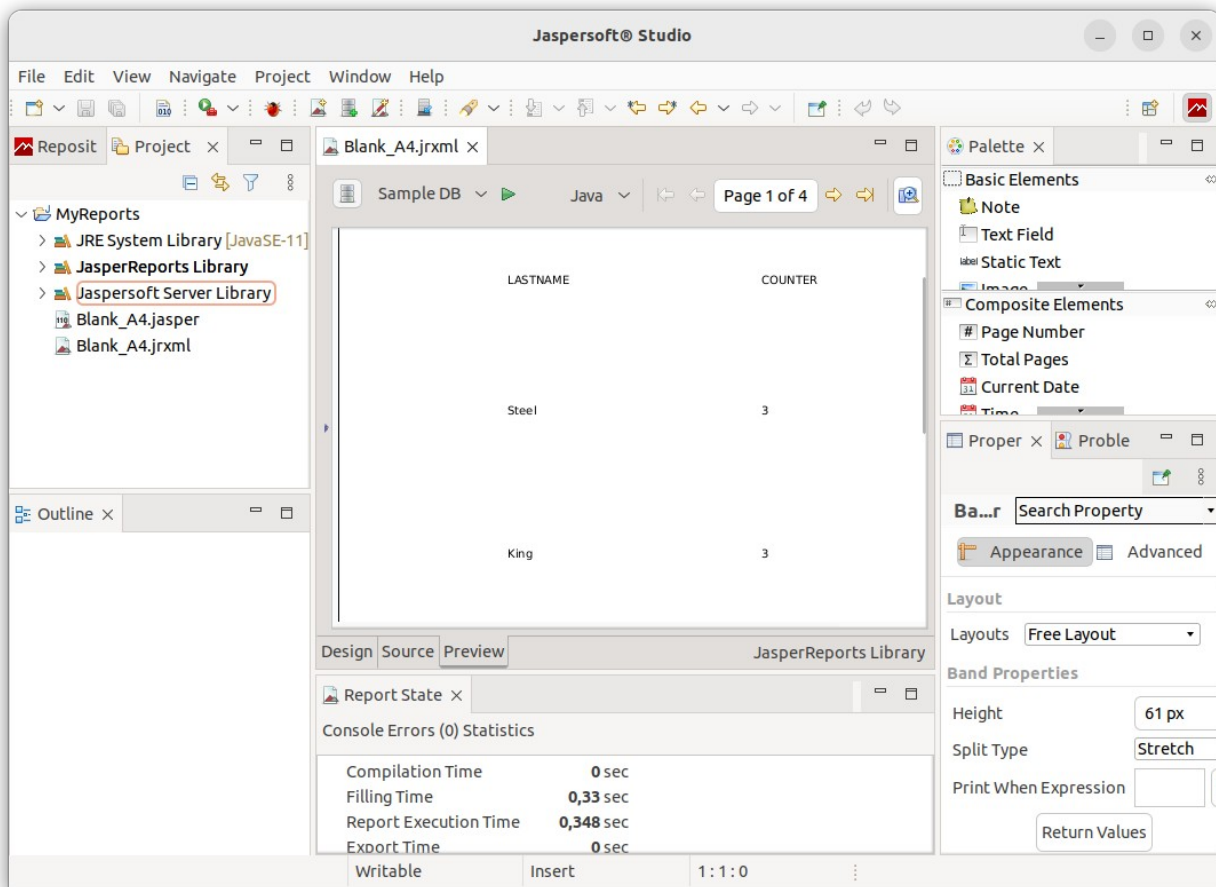 Jaspersoft® Studio
File Edit View Navigate Project Window Help
Reposit Project
MyReports
JRE System Library [JavaSE-11]
JasperReports Library
Jaspersoft Server Library
Blank_A4.jasper
Blank_A4.jrxml
Outline
Blank_A4.jrxml
Sample DB Java Page 1 of 4
LASTNAME COUNTER
Steel 3
King 3
Design Source Preview JasperReports Library
Report State
Console Errors (0) Statistics
Compilation Time 0 sec
Filling Time 0,33 sec
Report Execution Time 0,348 sec
Export Time 0 sec
Palette
Basic Elements
Note
Text Field
label Static Text
Image
Composite Elements
# Page Number
Σ Total Pages
Current Date
Time
Proper Proble
Ba...r Search Property
Appearance Advanced
Layout
Layouts Free Layout
Band Properties
Height 61 px
Split Type Stretch
Print When Expression
Return Values
Writable Insert 1 : 1 : 0